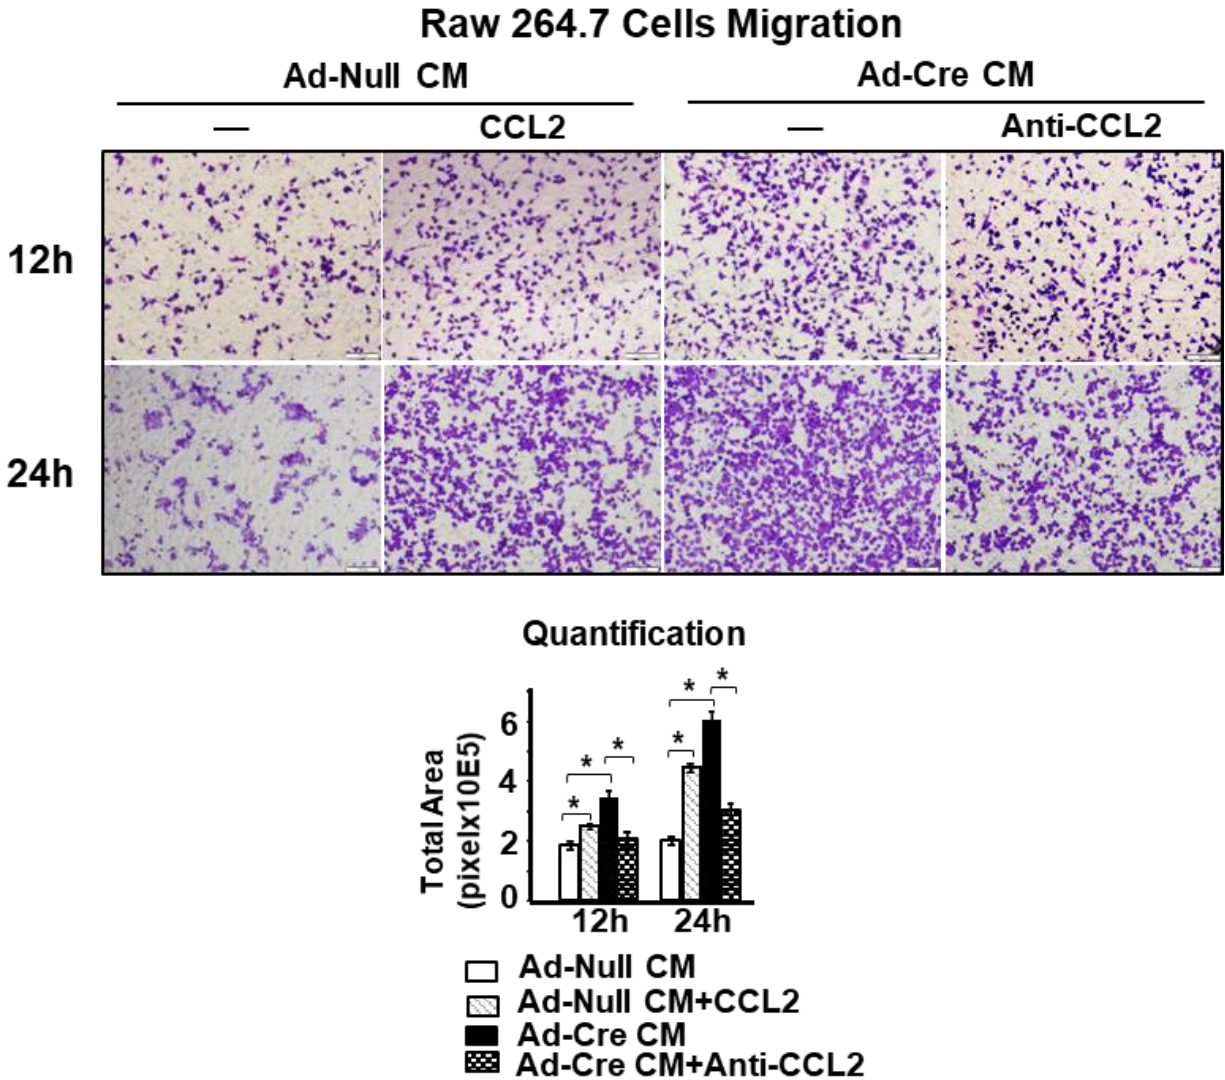 Raw 264.7 Cells Migration
Ad-Null CM Ad-Cre CM
— CCL2 — Anti-CCL2
12h
24h
Quantification
Total Area
(pixelx10E5)
6
4
2
0
* * *
* * *
12h 24h
Ad-Null CM
Ad-Null CM+CCL2
Ad-Cre CM
Ad-Cre CM+Anti-CCL2